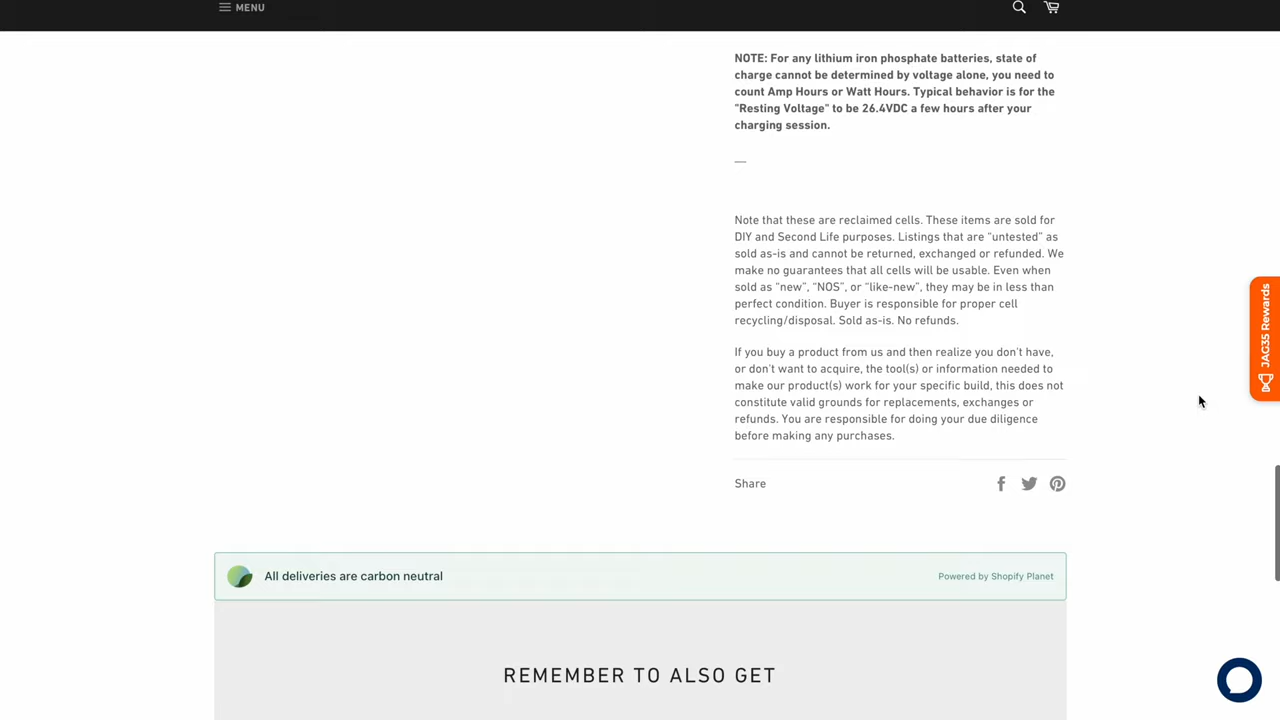 MENU
NOTE: For any lithium iron phosphate batteries, state of
charge cannot be determined by voltage alone, you need to
count Amp Hours or Watt Hours. Typical behavior is for the
"Resting Voltage" to be 26.4VDC a few hours after your
charging session.
—
Note that these are reclaimed cells. These items are sold for
DIY and Second Life purposes. Listings that are “untested” as
sold as-is and cannot be returned, exchanged or refunded. We
make no guarantees that all cells will be usable. Even when
sold as “new”, “NOS”, or “like-new”, they may be in less than
perfect condition. Buyer is responsible for proper cell
recycling/disposal. Sold as-is. No refunds.
If you buy a product from us and then realize you don't have,
or don't want to acquire, the tool(s) or information needed to
make our product(s) work for your specific build, this does not
constitute valid grounds for replacements, exchanges or
refunds. You are responsible for doing your due diligence
before making any purchases.
Share
JAG35 Rewards
All deliveries are carbon neutral
Powered by Shopify Planet
REMEMBER TO ALSO GET